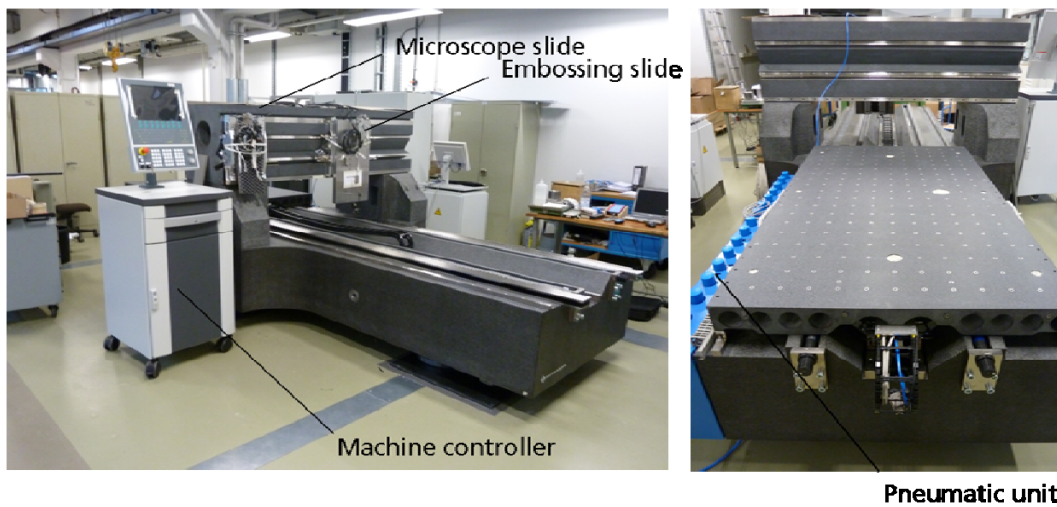 Microscope slide
Embossing slide
Machine controller
Pneumatic unit